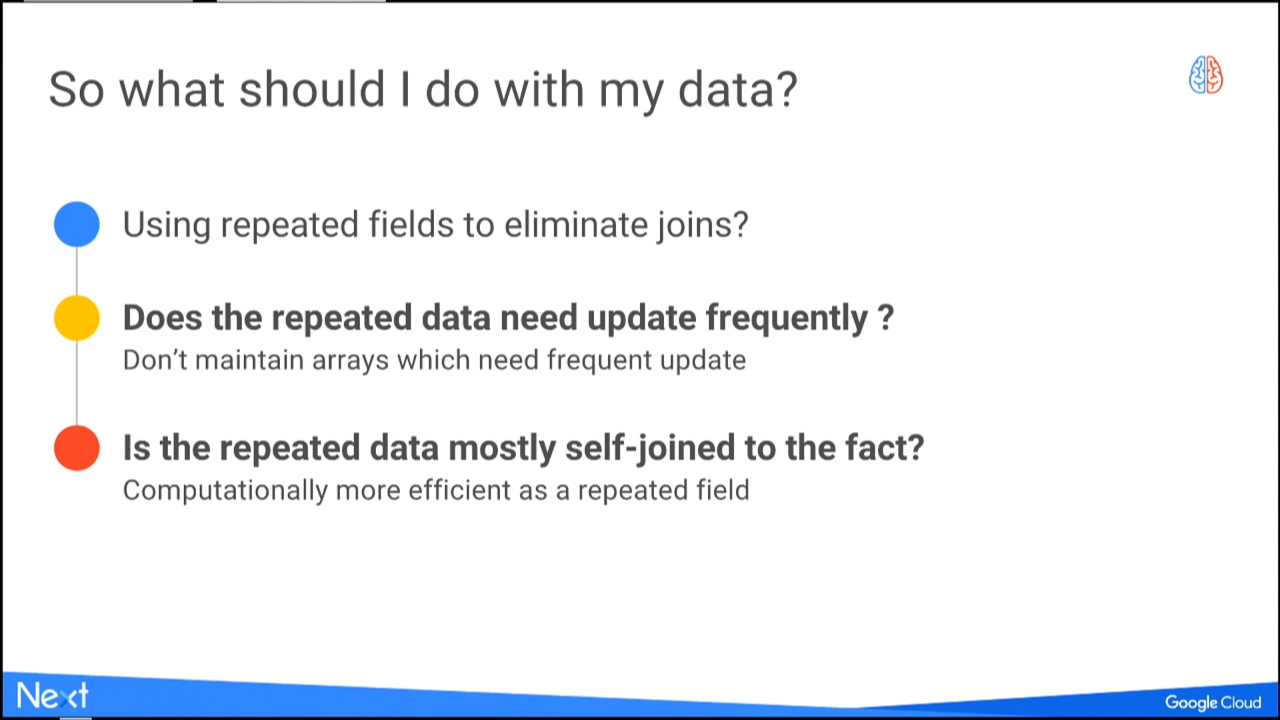 So what should I do with my data?
Using repeated fields to eliminate joins?
Does the repeated data need update frequently ?
Don't maintain arrays which need frequent update
Is the repeated data mostly self-joined to the fact?
Computationally more efficient as a repeated field
Next
Google Cloud